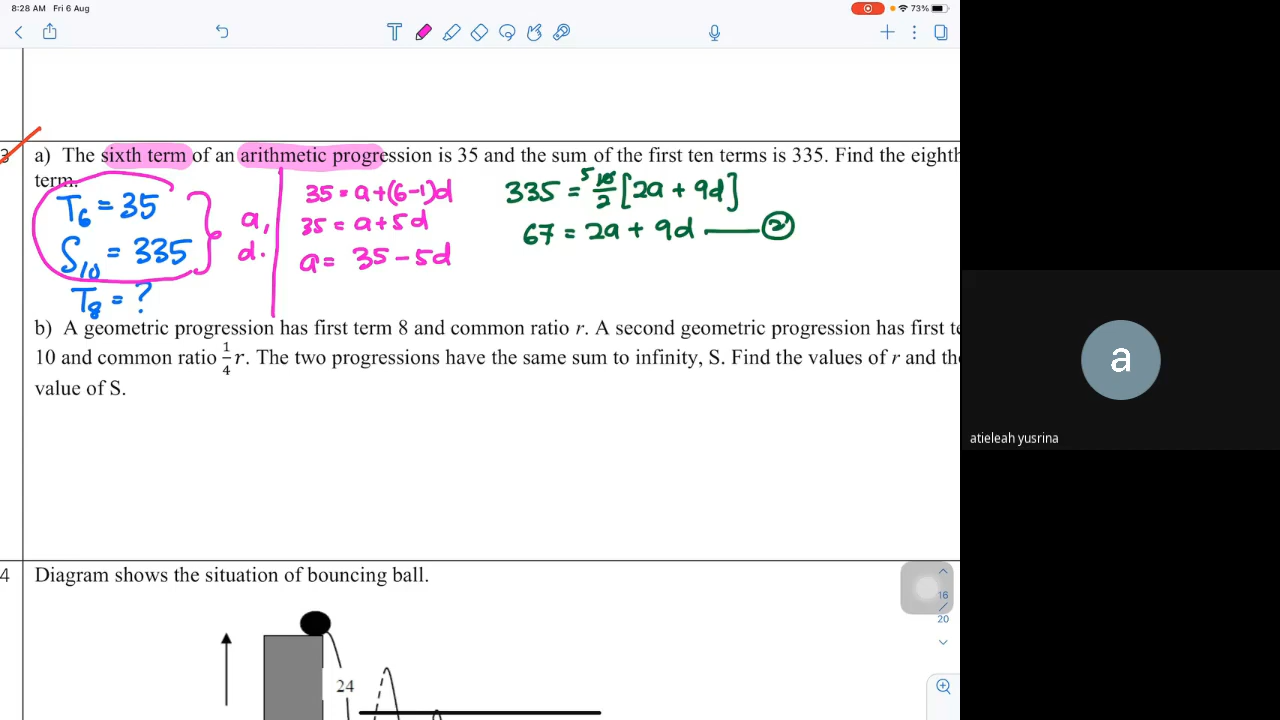 8:28 AM Fri 6 Aug
73%
3 a) The sixth term of an arithmetic progression is 35 and the sum of the first ten terms is 335. Find the eighth
term.
T₆ = 35
S₁₀ = 335
T₈ = ?
a,
d.
35 = a+(6-1)d
35 = a+5d
a = 35 - 5d
335 = 5 10/2 [2a + 9d]
67 = 2a + 9d —— ②
b) A geometric progression has first term 8 and common ratio r. A second geometric progression has first
10 and common ratio 1/4 r. The two progressions have the same sum to infinity, S. Find the values of r and
value of S.
4 Diagram shows the situation of bouncing ball.
24
16
/
20
a
atieleah yusrina